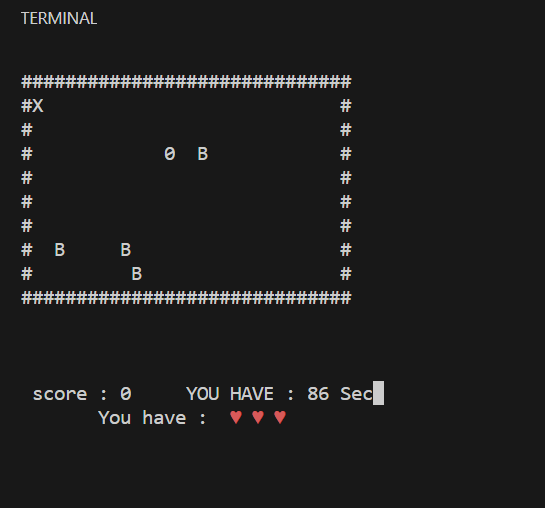 TERMINAL
##############################
#X                           #
#                            #
#            0  B            #
#                            #
#                            #
#                            #
#  B     B                   #
#         B                  #
##############################
score : 0     YOU HAVE : 86 Sec
You have :  ♥ ♥ ♥